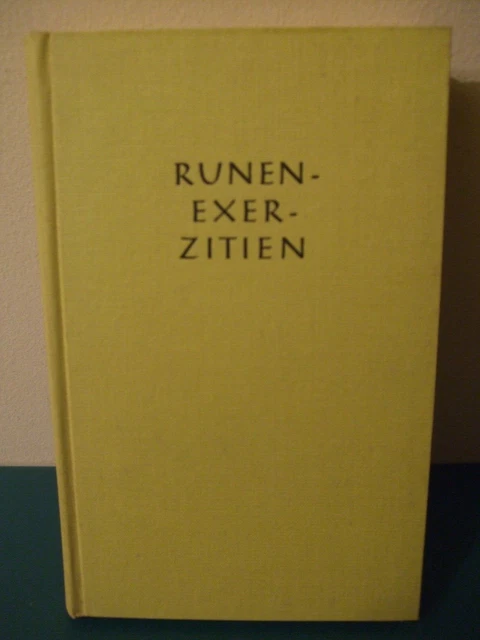 RUNEN-
EXER-
ZITIEN